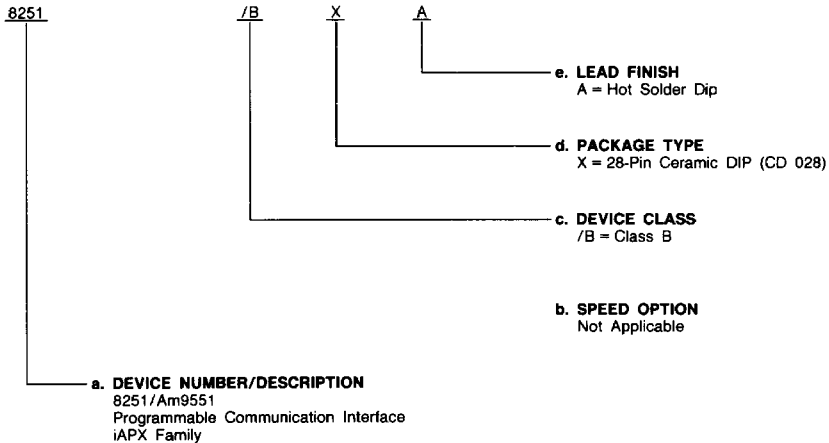 8251 /B X A
e. LEAD FINISH
A = Hot Solder Dip
d. PACKAGE TYPE
X = 28-Pin Ceramic DIP (CD 028)
c. DEVICE CLASS
/B = Class B
b. SPEED OPTION
Not Applicable
a. DEVICE NUMBER/DESCRIPTION
8251/Am9551
Programmable Communication Interface
iAPX Family